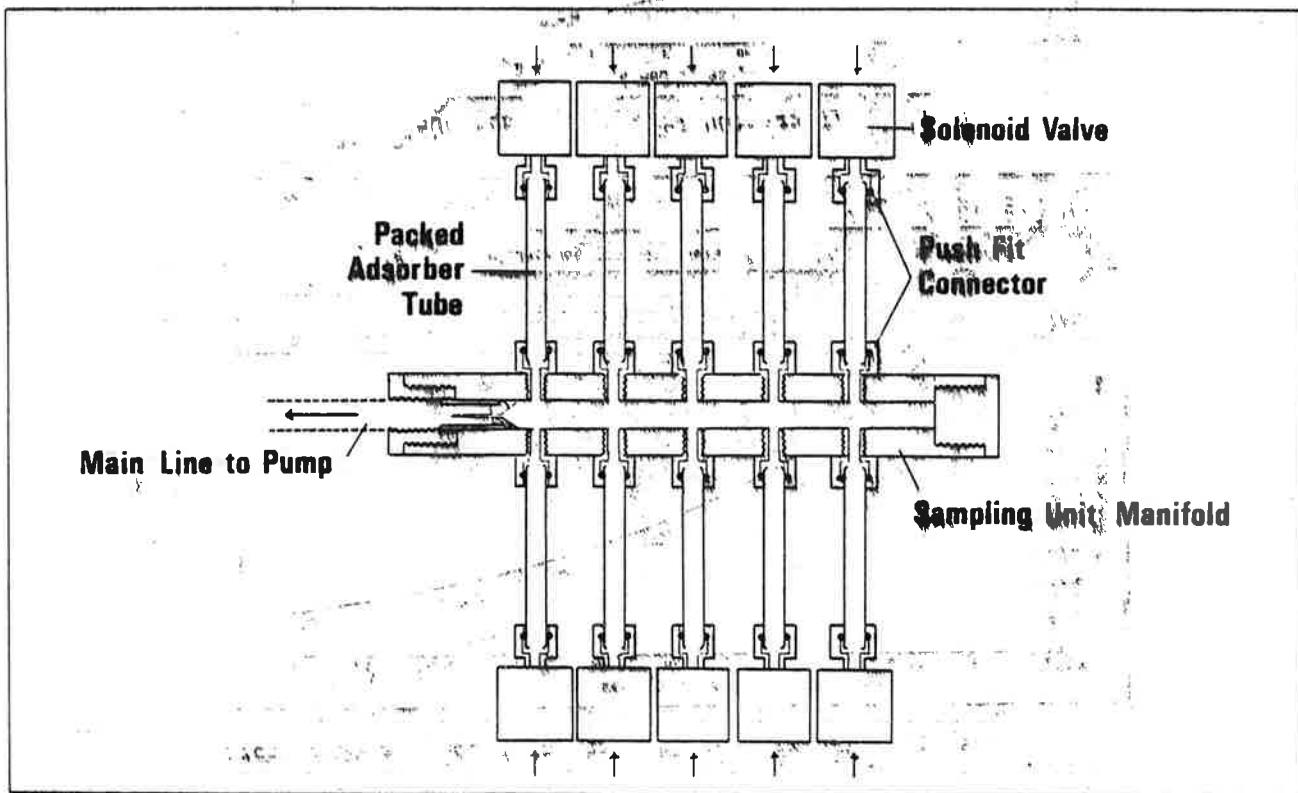 Solenoid Valve
Packed
Adsorber
Tube
Push Fit
Connector
Main Line to Pump
Sampling Unit Manifold